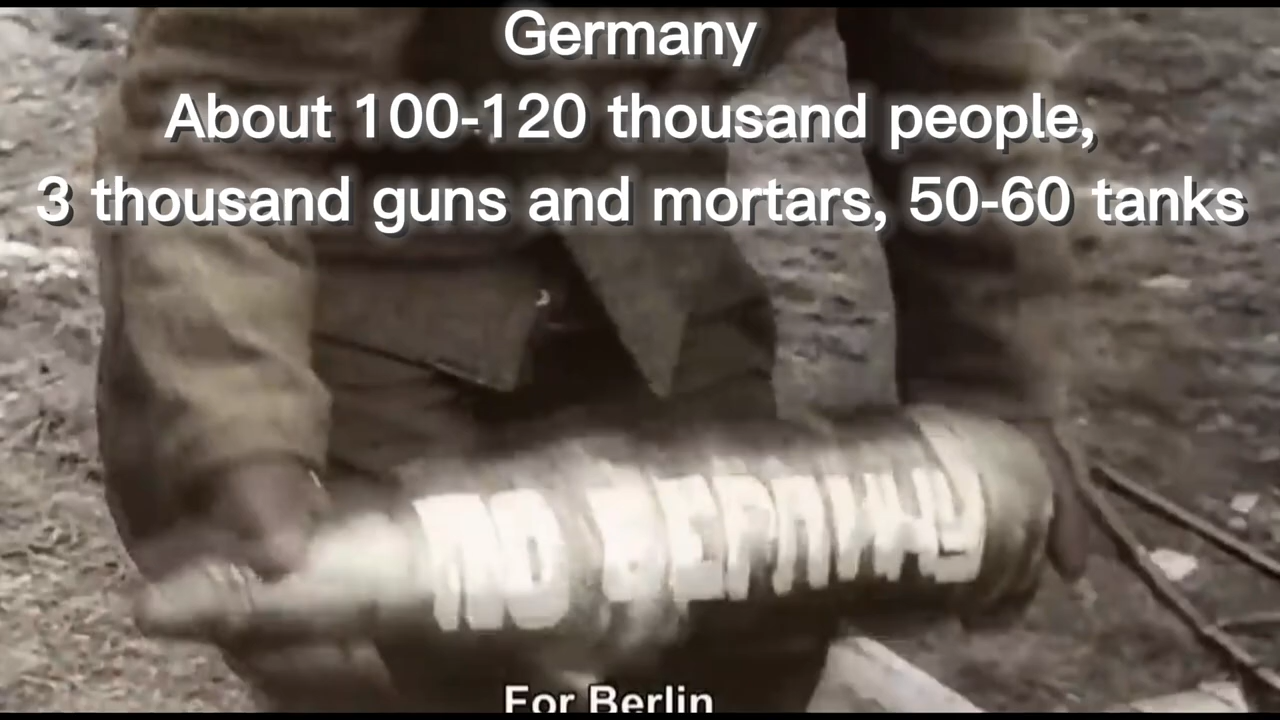 Germany
About 100-120 thousand people,
3 thousand guns and mortars, 50-60 tanks
ПО БЕРЛИНУ
For Berlin